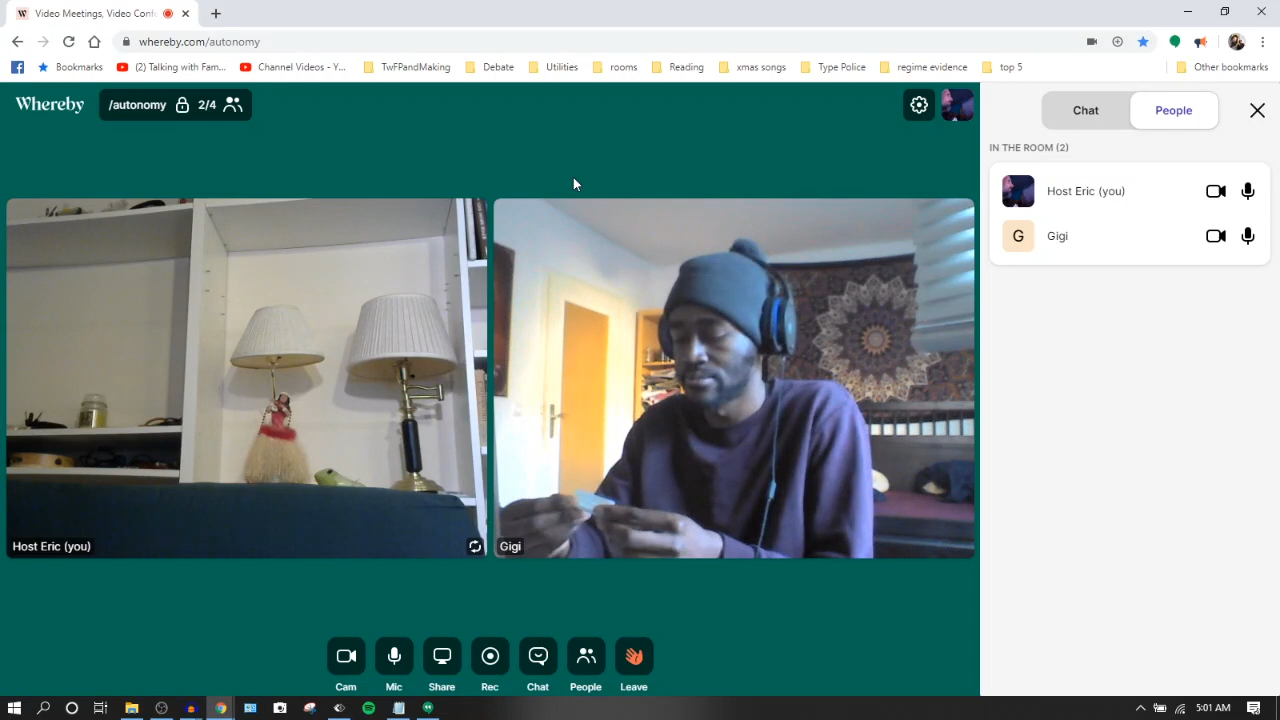 Video Meetings, Video Conf
whereby.com/autonomy
Bookmarks
(2) Talking with Fam...
Channel Videos - Y...
TwFPandMaking
Debate
Utilities
rooms
Reading
xmas songs
Type Police
regime evidence
top 5
Other bookmarks
Whereby
/autonomy
2/4
Chat
People
IN THE ROOM (2)
Host Eric (you)
G
Gigi
Host Eric (you)
Gigi
Cam
Mic
Share
Rec
Chat
People
Leave
5:01 AM